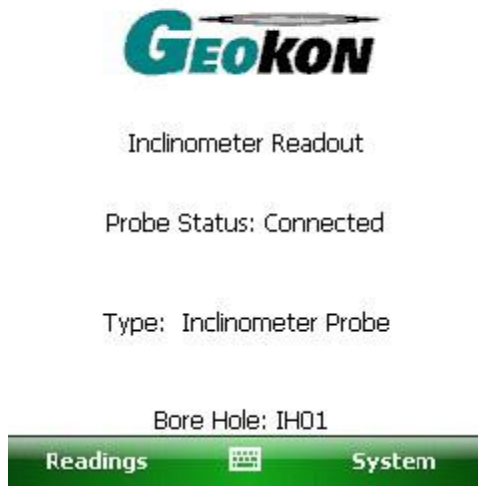 GEOKON
Inclinometer Readout
Probe Status: Connected
Type: Inclinometer Probe
Bore Hole: IH01
Readings System